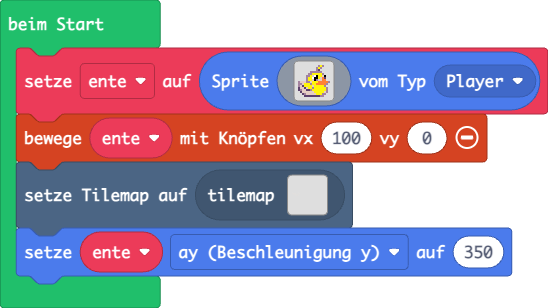 beim Start
setze ente auf Sprite vom Typ Player
bewege ente mit Knöpfen vx 100 vy 0
setze Tilemap auf tilemap
setze ente ay (Beschleunigung y) auf 350